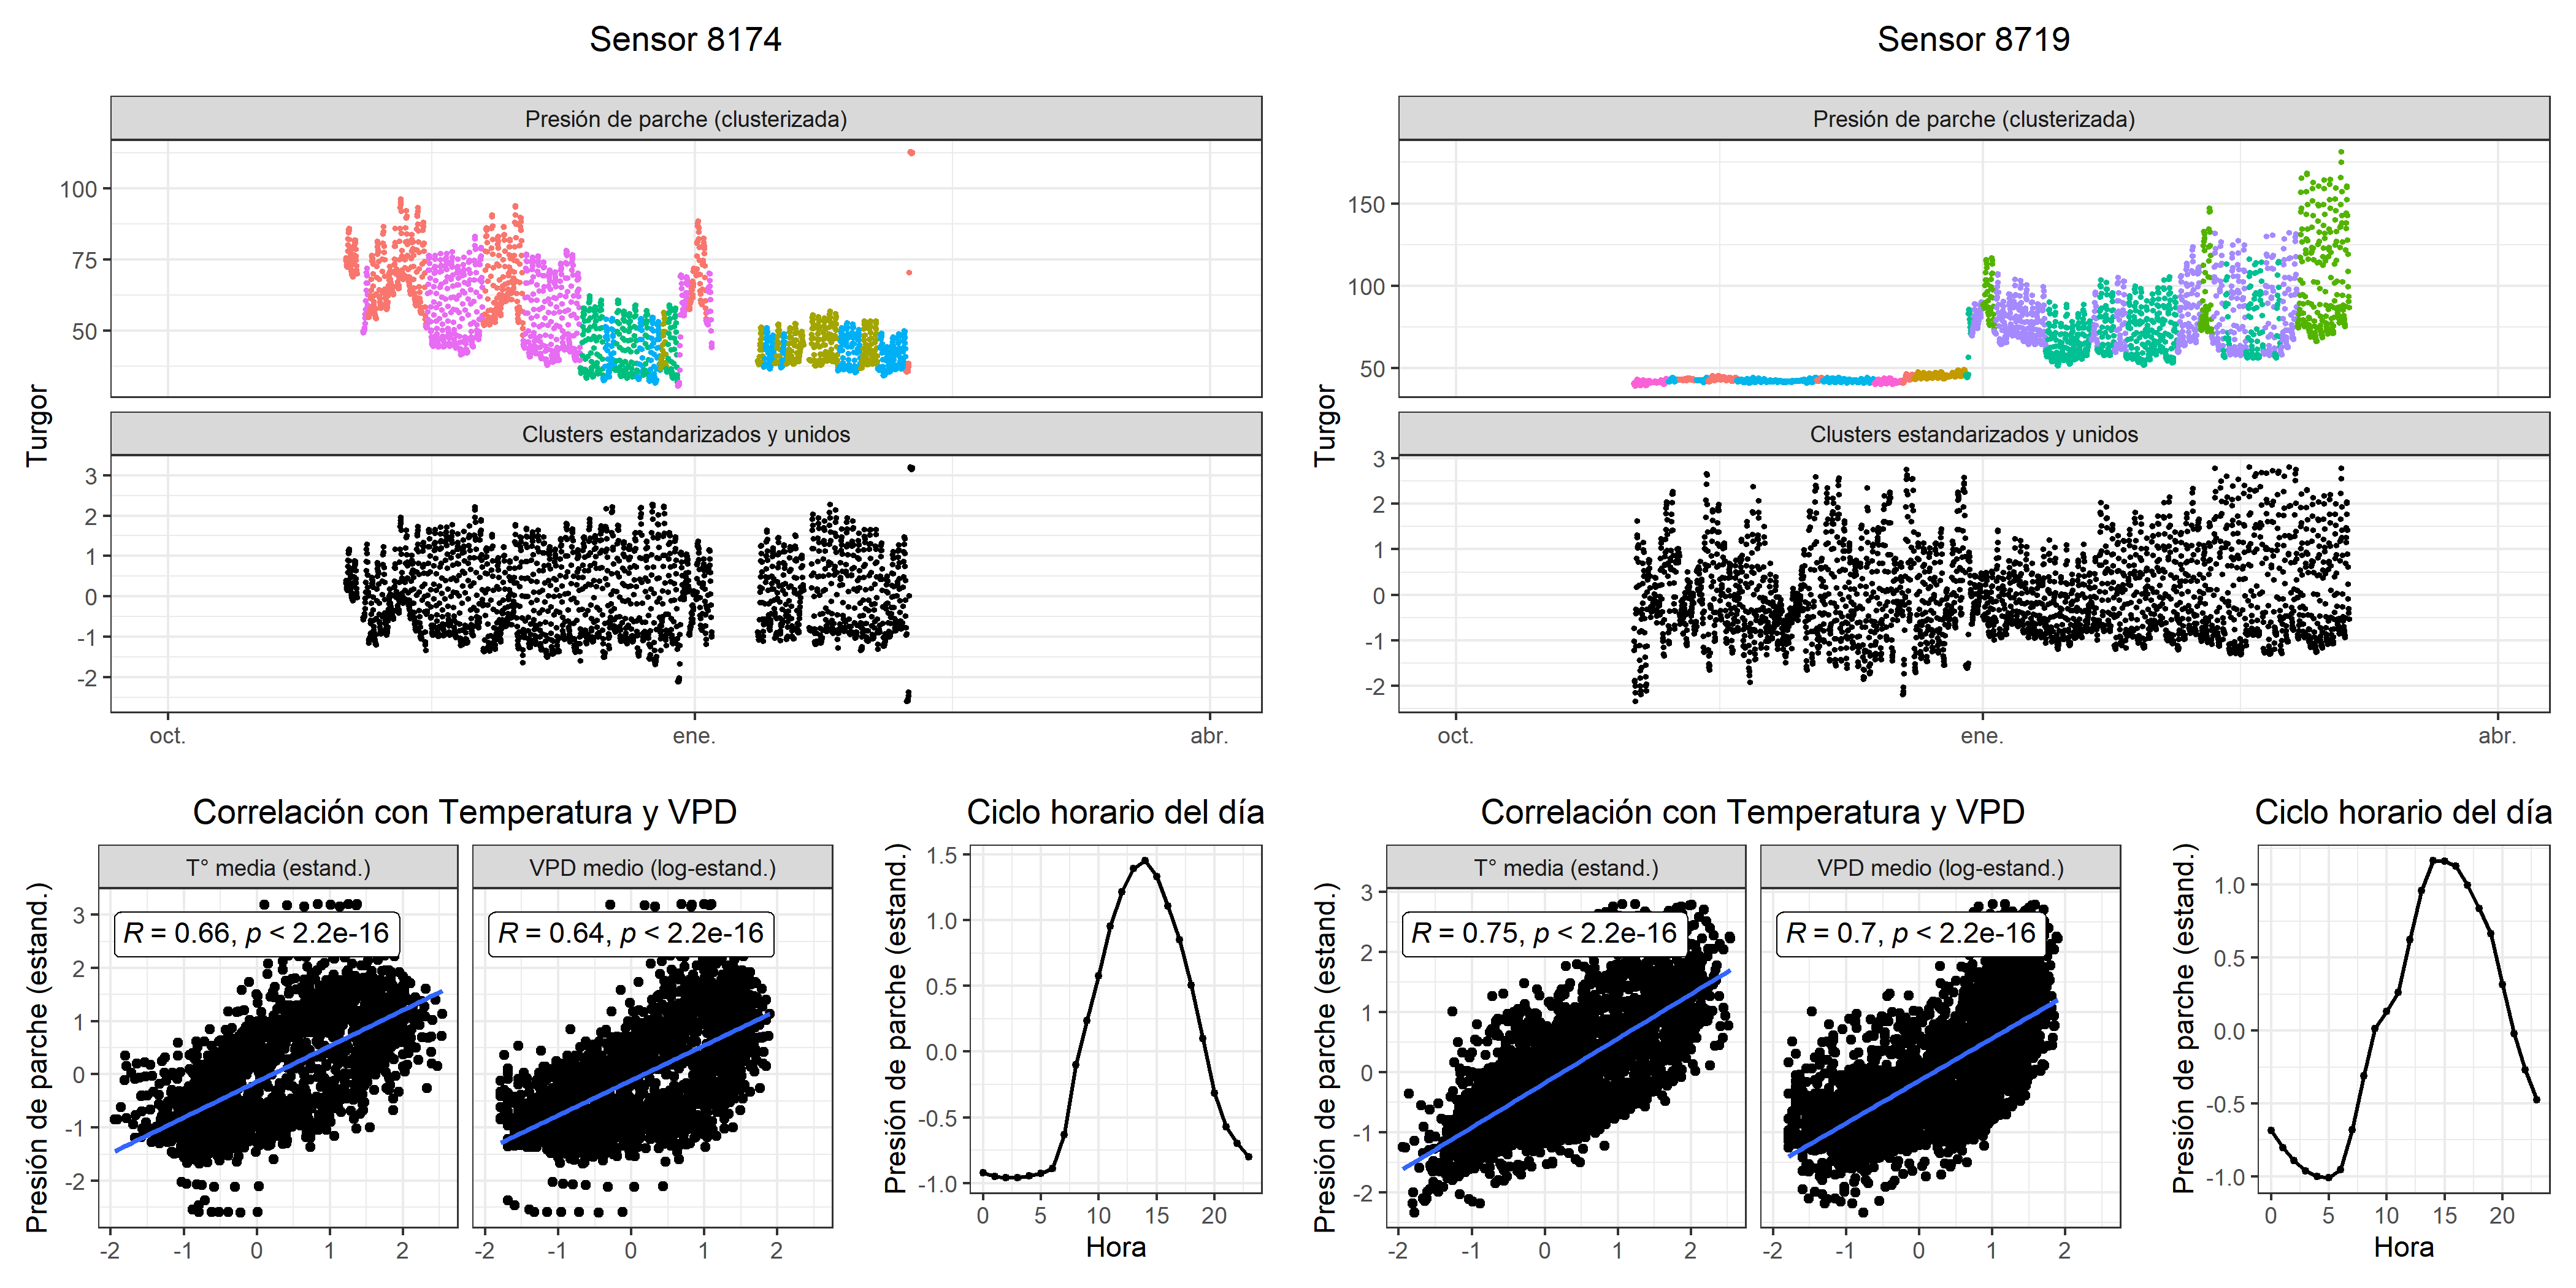 Sensor 8174
Presión de parche (clusterizada)
100
75
50
Clusters estandarizados y unidos
3
2
1
0
-1
-2
Turgor
oct.
ene.
abr.
Correlación con Temperatura y VPD
T° media (estand.)
VPD medio (log-estand.)
R = 0.66, p < 2.2e-16
R = 0.64, p < 2.2e-16
Presión de parche (estand.)
3
2
1
0
-1
-2
-2
-1
0
1
2
-2
-1
0
1
2
Ciclo horario del día
Presión de parche (estand.)
1.5
1.0
0.5
0.0
-0.5
-1.0
0
5
10
15
20
Hora
Sensor 8719
Presión de parche (clusterizada)
150
100
50
Clusters estandarizados y unidos
3
2
1
0
-1
-2
Turgor
oct.
ene.
abr.
Correlación con Temperatura y VPD
T° media (estand.)
VPD medio (log-estand.)
R = 0.75, p < 2.2e-16
R = 0.7, p < 2.2e-16
Presión de parche (estand.)
3
2
1
0
-1
-2
-2
-1
0
1
2
-2
-1
0
1
2
Ciclo horario del día
Presión de parche (estand.)
1.0
0.5
0.0
-0.5
-1.0
0
5
10
15
20
Hora